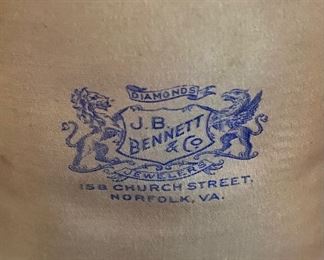 DIAMONDS
J.B.
BENNETT
& Co
JEWELERS
158 CHURCH STREET,
NORFOLK, VA.